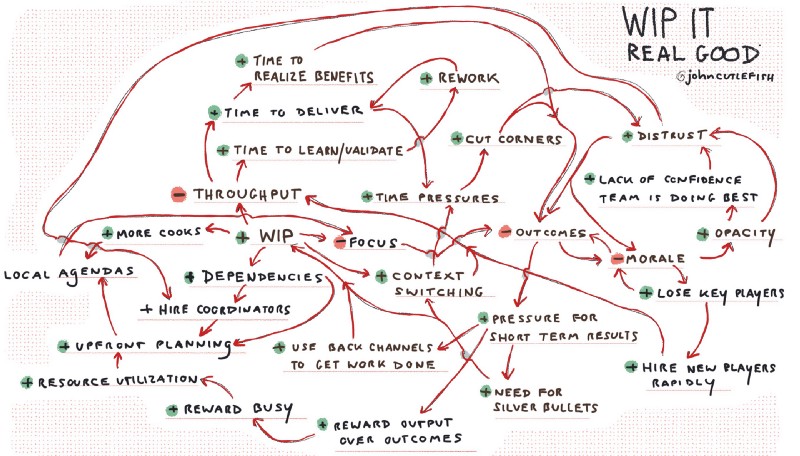 WIP IT
REAL GOOD
@johncutlefish
+ TIME TO
REALIZE BENEFITS
+ REWORK
+ TIME TO DELIVER
+ CUT CORNERS
+ DISTRUST
+ TIME TO LEARN/VALIDATE
+ LACK OF CONFIDENCE
TEAM IS DOING BEST
- THROUGHPUT
+ TIME PRESSURES
+ MORE COOKS
+ WIP
- FOCUS
- OUTCOMES
+ OPACITY
- MORALE
LOCAL AGENDAS
+ DEPENDENCIES
+ CONTEXT
SWITCHING
+ LOSE KEY PLAYERS
+ HIRE COORDINATORS
+ PRESSURE FOR
SHORT TERM RESULTS
+ UPFRONT PLANNING
+ USE BACK CHANNELS
TO GET WORK DONE
+ HIRE NEW PLAYERS
RAPIDLY
+ RESOURCE UTILIZATION
+ NEED FOR
SILVER BULLETS
+ REWARD BUSY
+ REWARD OUTPUT
OVER OUTCOMES